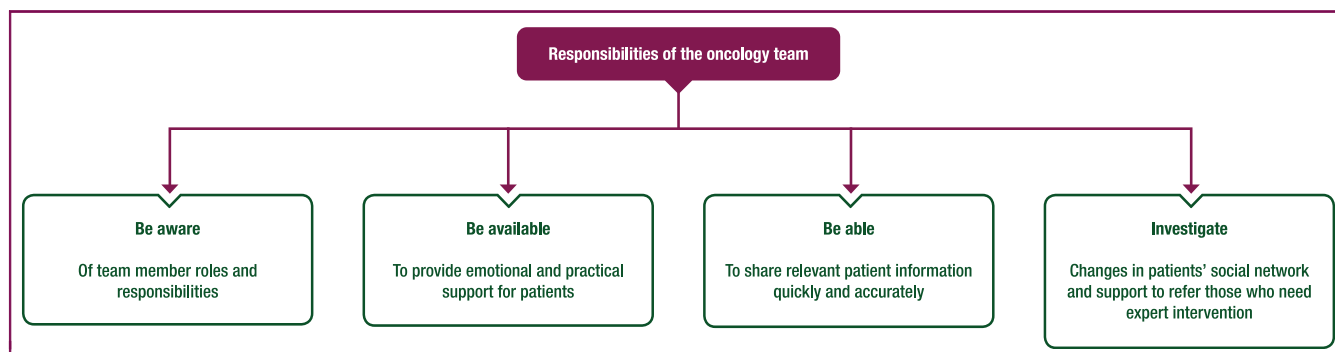 Responsibilities of the oncology team
Be aware
Of team member roles and
responsibilities
Be available
To provide emotional and practical
support for patients
Be able
To share relevant patient information
quickly and accurately
Investigate
Changes in patients’ social network
and support to refer those who need
expert intervention